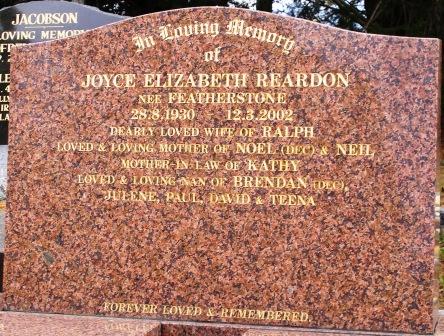 JACOBSON
In Loving Memory
of
JOYCE ELIZABETH REARDON
NEE FEATHERSTONE
28.8.1930 12.3.2002
DEARLY LOVED WIFE OF RALPH
LOVED & LOVING MOTHER OF NOEL (DEC) & NEIL
MOTHER-IN-LAW OF KATHY
LOVED & LOVING NAN OF BRENDAN (DEC),
JULENE, PAUL, DAVID & TEENA
FOREVER LOVED & REMEMBERED.